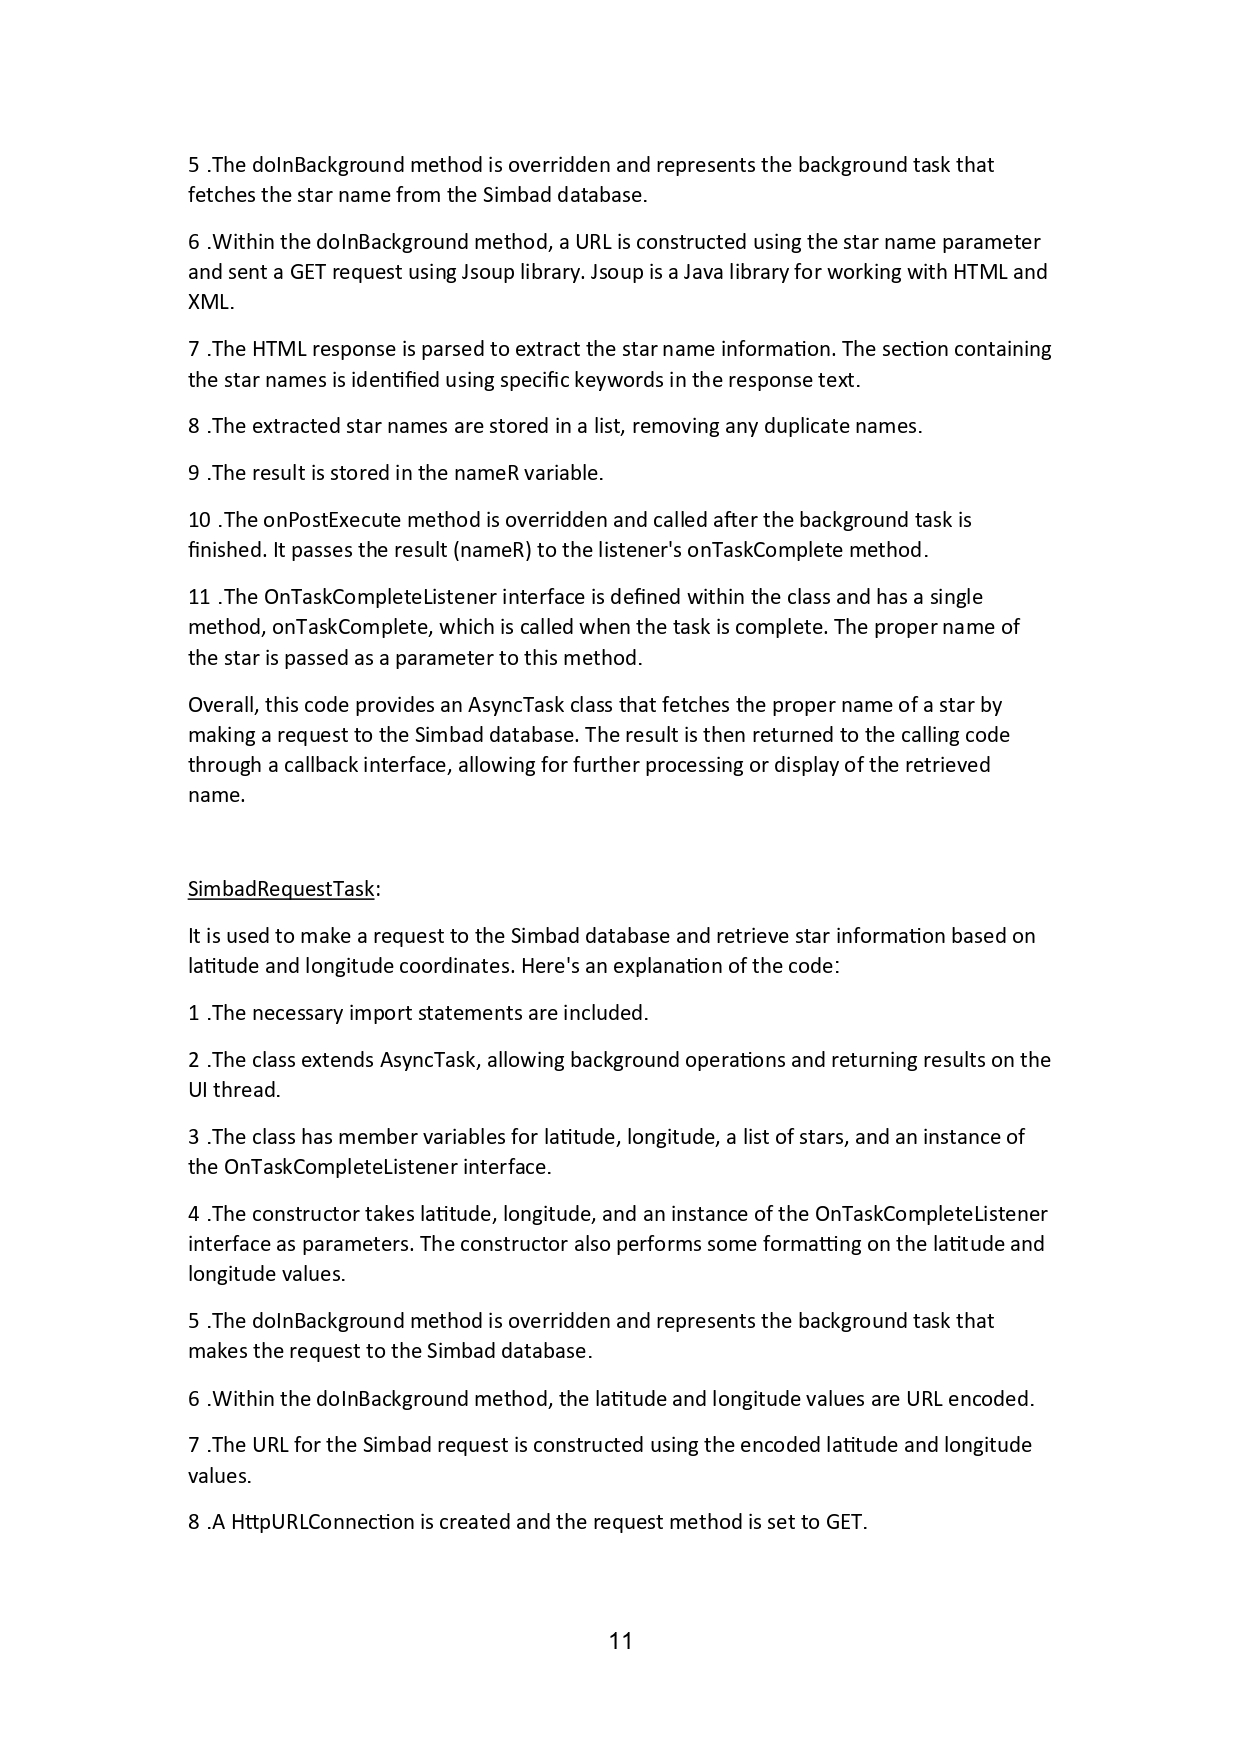 5 .The doInBackground method is overridden and represents the background task that
fetches the star name from the Simbad database.
6 .Within the doInBackground method, a URL is constructed using the star name parameter
and sent a GET request using Jsoup library. Jsoup is a Java library for working with HTML and
XML.
7 .The HTML response is parsed to extract the star name information. The section containing
the star names is identified using specific keywords in the response text.
8 .The extracted star names are stored in a list, removing any duplicate names.
9 .The result is stored in the nameR variable.
10 .The onPostExecute method is overridden and called after the background task is
finished. It passes the result (nameR) to the listener's onTaskComplete method.
11 .The OnTaskCompleteListener interface is defined within the class and has a single
method, onTaskComplete, which is called when the task is complete. The proper name of
the star is passed as a parameter to this method.
Overall, this code provides an AsyncTask class that fetches the proper name of a star by
making a request to the Simbad database. The result is then returned to the calling code
through a callback interface, allowing for further processing or display of the retrieved
name.
SimbadRequestTask:
It is used to make a request to the Simbad database and retrieve star information based on
latitude and longitude coordinates. Here's an explanation of the code:
1 .The necessary import statements are included.
2 .The class extends AsyncTask, allowing background operations and returning results on the
UI thread.
3 .The class has member variables for latitude, longitude, a list of stars, and an instance of
the OnTaskCompleteListener interface.
4 .The constructor takes latitude, longitude, and an instance of the OnTaskCompleteListener
interface as parameters. The constructor also performs some formatting on the latitude and
longitude values.
5 .The doInBackground method is overridden and represents the background task that
makes the request to the Simbad database.
6 .Within the doInBackground method, the latitude and longitude values are URL encoded.
7 .The URL for the Simbad request is constructed using the encoded latitude and longitude
values.
8 .A HttpURLConnection is created and the request method is set to GET.
11